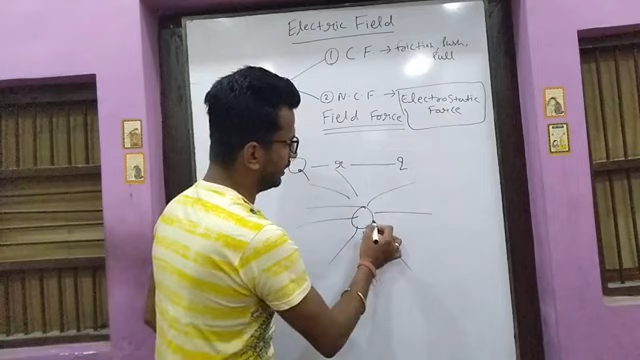 Electric Field
① C.F → friction, Push,
Pull
② N.C.F → Electrostatic
Force
Field Force
Q — r — q